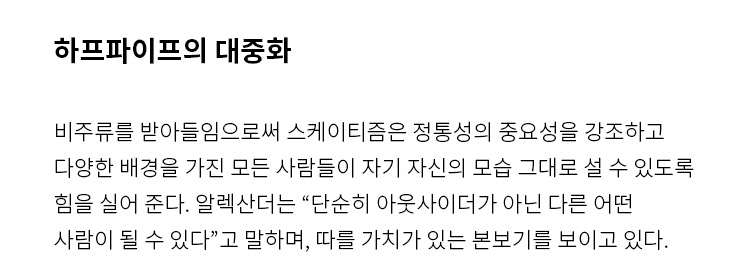 하프파이프의 대중화
비주류를 받아들임으로써 스케이티즘은 정통성의 중요성을 강조하고
다양한 배경을 가진 모든 사람들이 자기 자신의 모습 그대로 설 수 있도록
힘을 실어 준다. 알렉산더는 “단순히 아웃사이더가 아닌 다른 어떤
사람이 될 수 있다”고 말하며, 따를 가치가 있는 본보기를 보이고 있다.